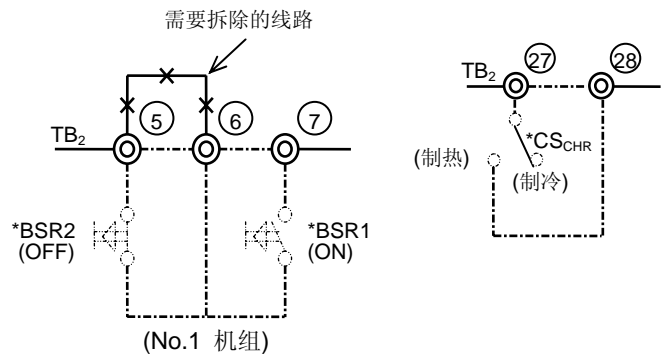 需要拆除的线路
TB2
5
6
7
*BSR2
(OFF)
*BSR1
(ON)
(No.1 机组)
TB2
27
28
*CSCHR
(制热)
(制冷)